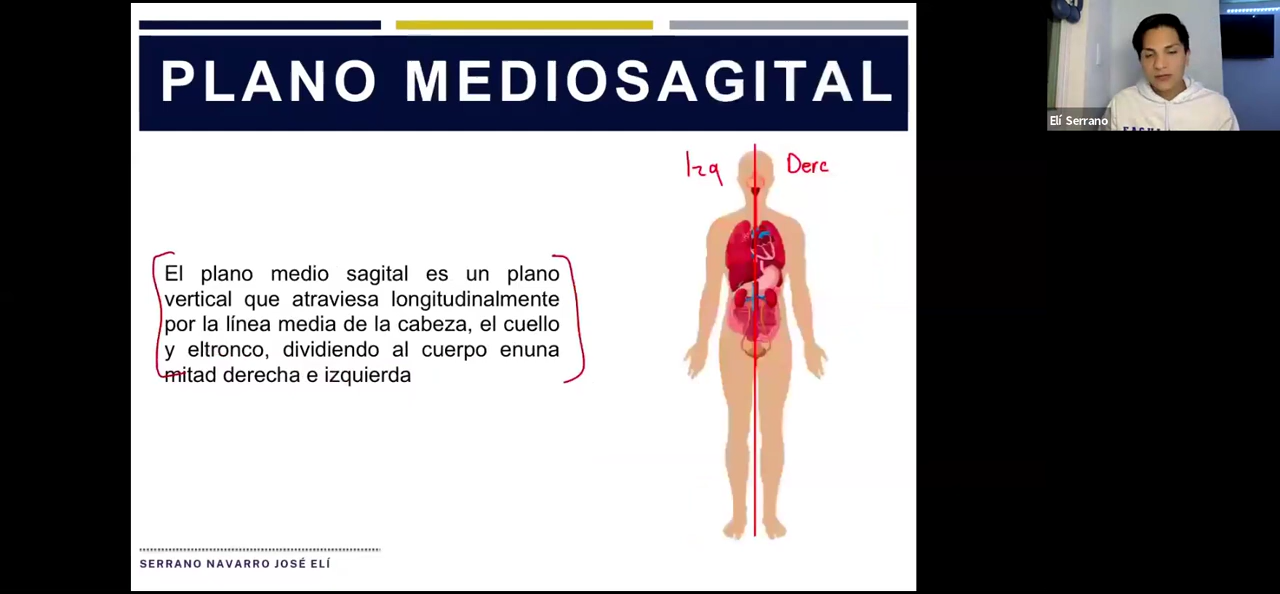 PLANO MEDIOSAGITAL
Elí Serrano
Izq
Derc
El plano medio sagital es un plano
vertical que atraviesa longitudinalmente
por la línea media de la cabeza, el cuello
y eltronco, dividiendo al cuerpo enuna
mitad derecha e izquierda
SERRANO NAVARRO JOSÉ ELÍ